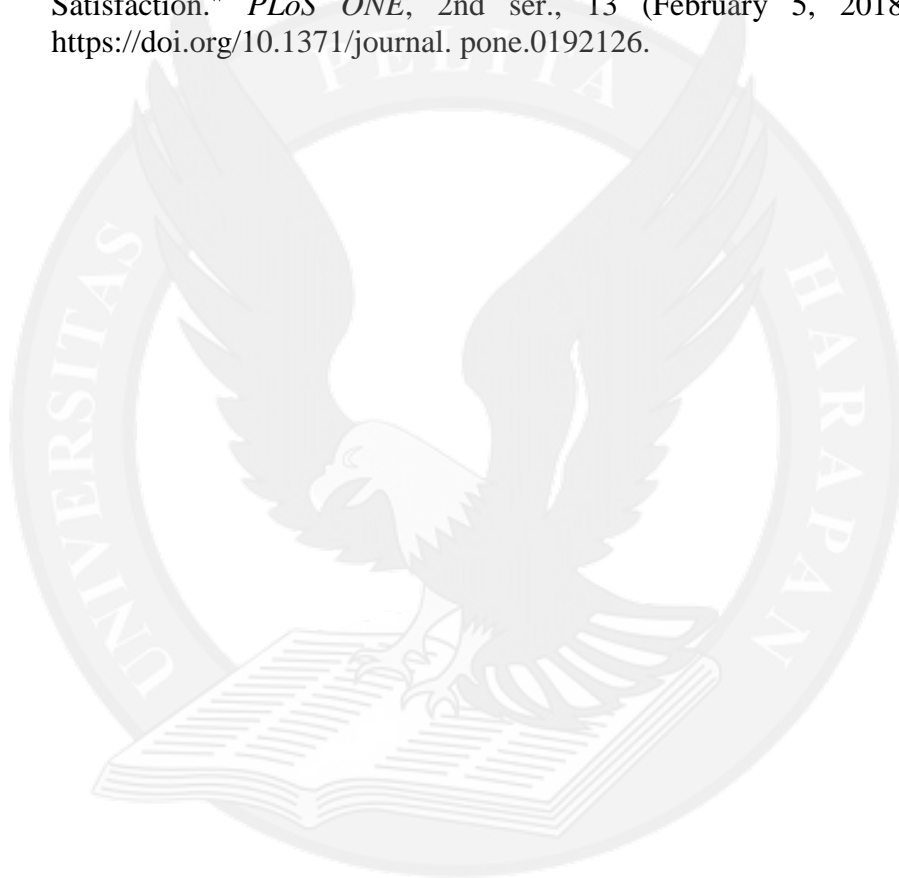 Satisfaction." PLoS ONE, 2nd ser., 13 (February 5, 2018
https://doi.org/10.1371/journal. pone.0192126.
UNIVERSITAS PELITA HARAPAN